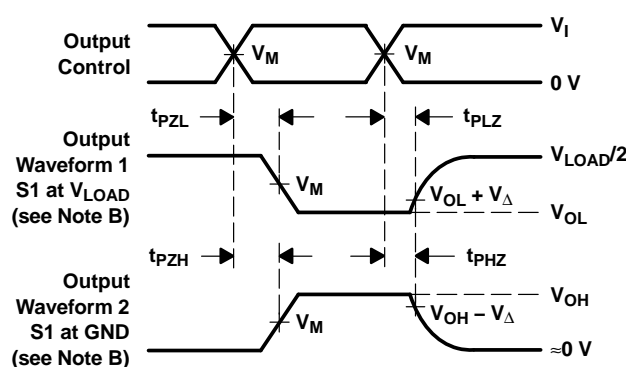 Output
Control
V_M
V_M
V_I
0 V
t_PZL
t_PLZ
Output
Waveform 1
S1 at V_LOAD
(see Note B)
V_M
V_LOAD/2
V_OL + V_Δ
V_OL
t_PZH
t_PHZ
Output
Waveform 2
S1 at GND
(see Note B)
V_M
V_OH
V_OH − V_Δ
≈0 V